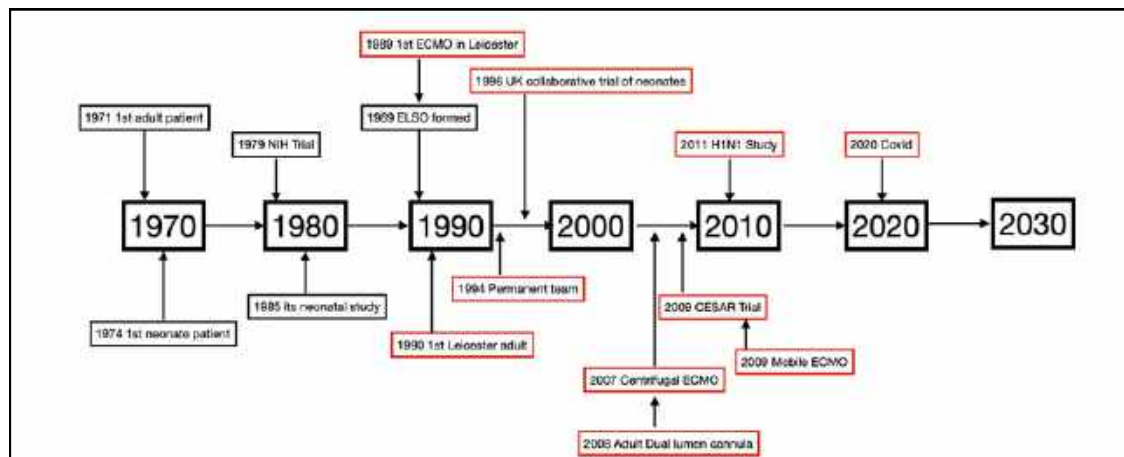 1989 1st ECMO in Leicester
1996 UK collaborative trial of neonates
1971 1st adult patient
1989 ELSO formed
1979 NIH Trial
2011 H1N1 Study
2020 Covid
1970
1980
1990
2000
2010
2020
2030
1994 Permanent team
1985 its neonatal study
2009 CESAR Trial
1974 1st neonate patient
1990 1st Leicester adult
2009 Mobile ECMO
2007 Centrifugal ECMO
2008 Adult Dual lumen cannula